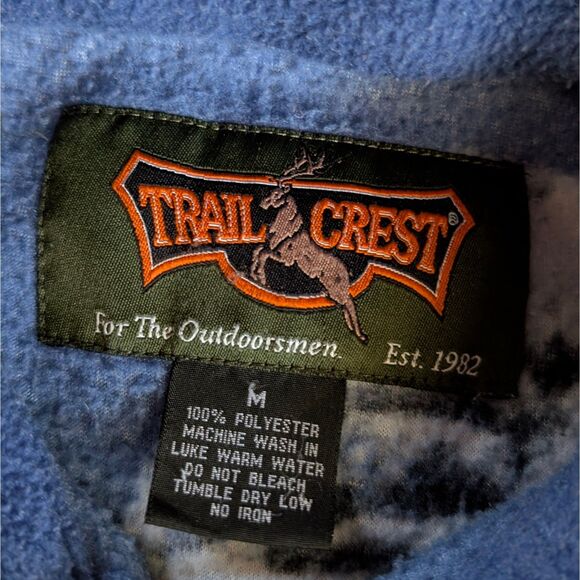 TRAIL CREST®
For The Outdoorsmen Est. 1982
M
100% POLYESTER
MACHINE WASH IN
LUKE WARM WATER
DO NOT BLEACH
TUMBLE DRY LOW
NO IRON